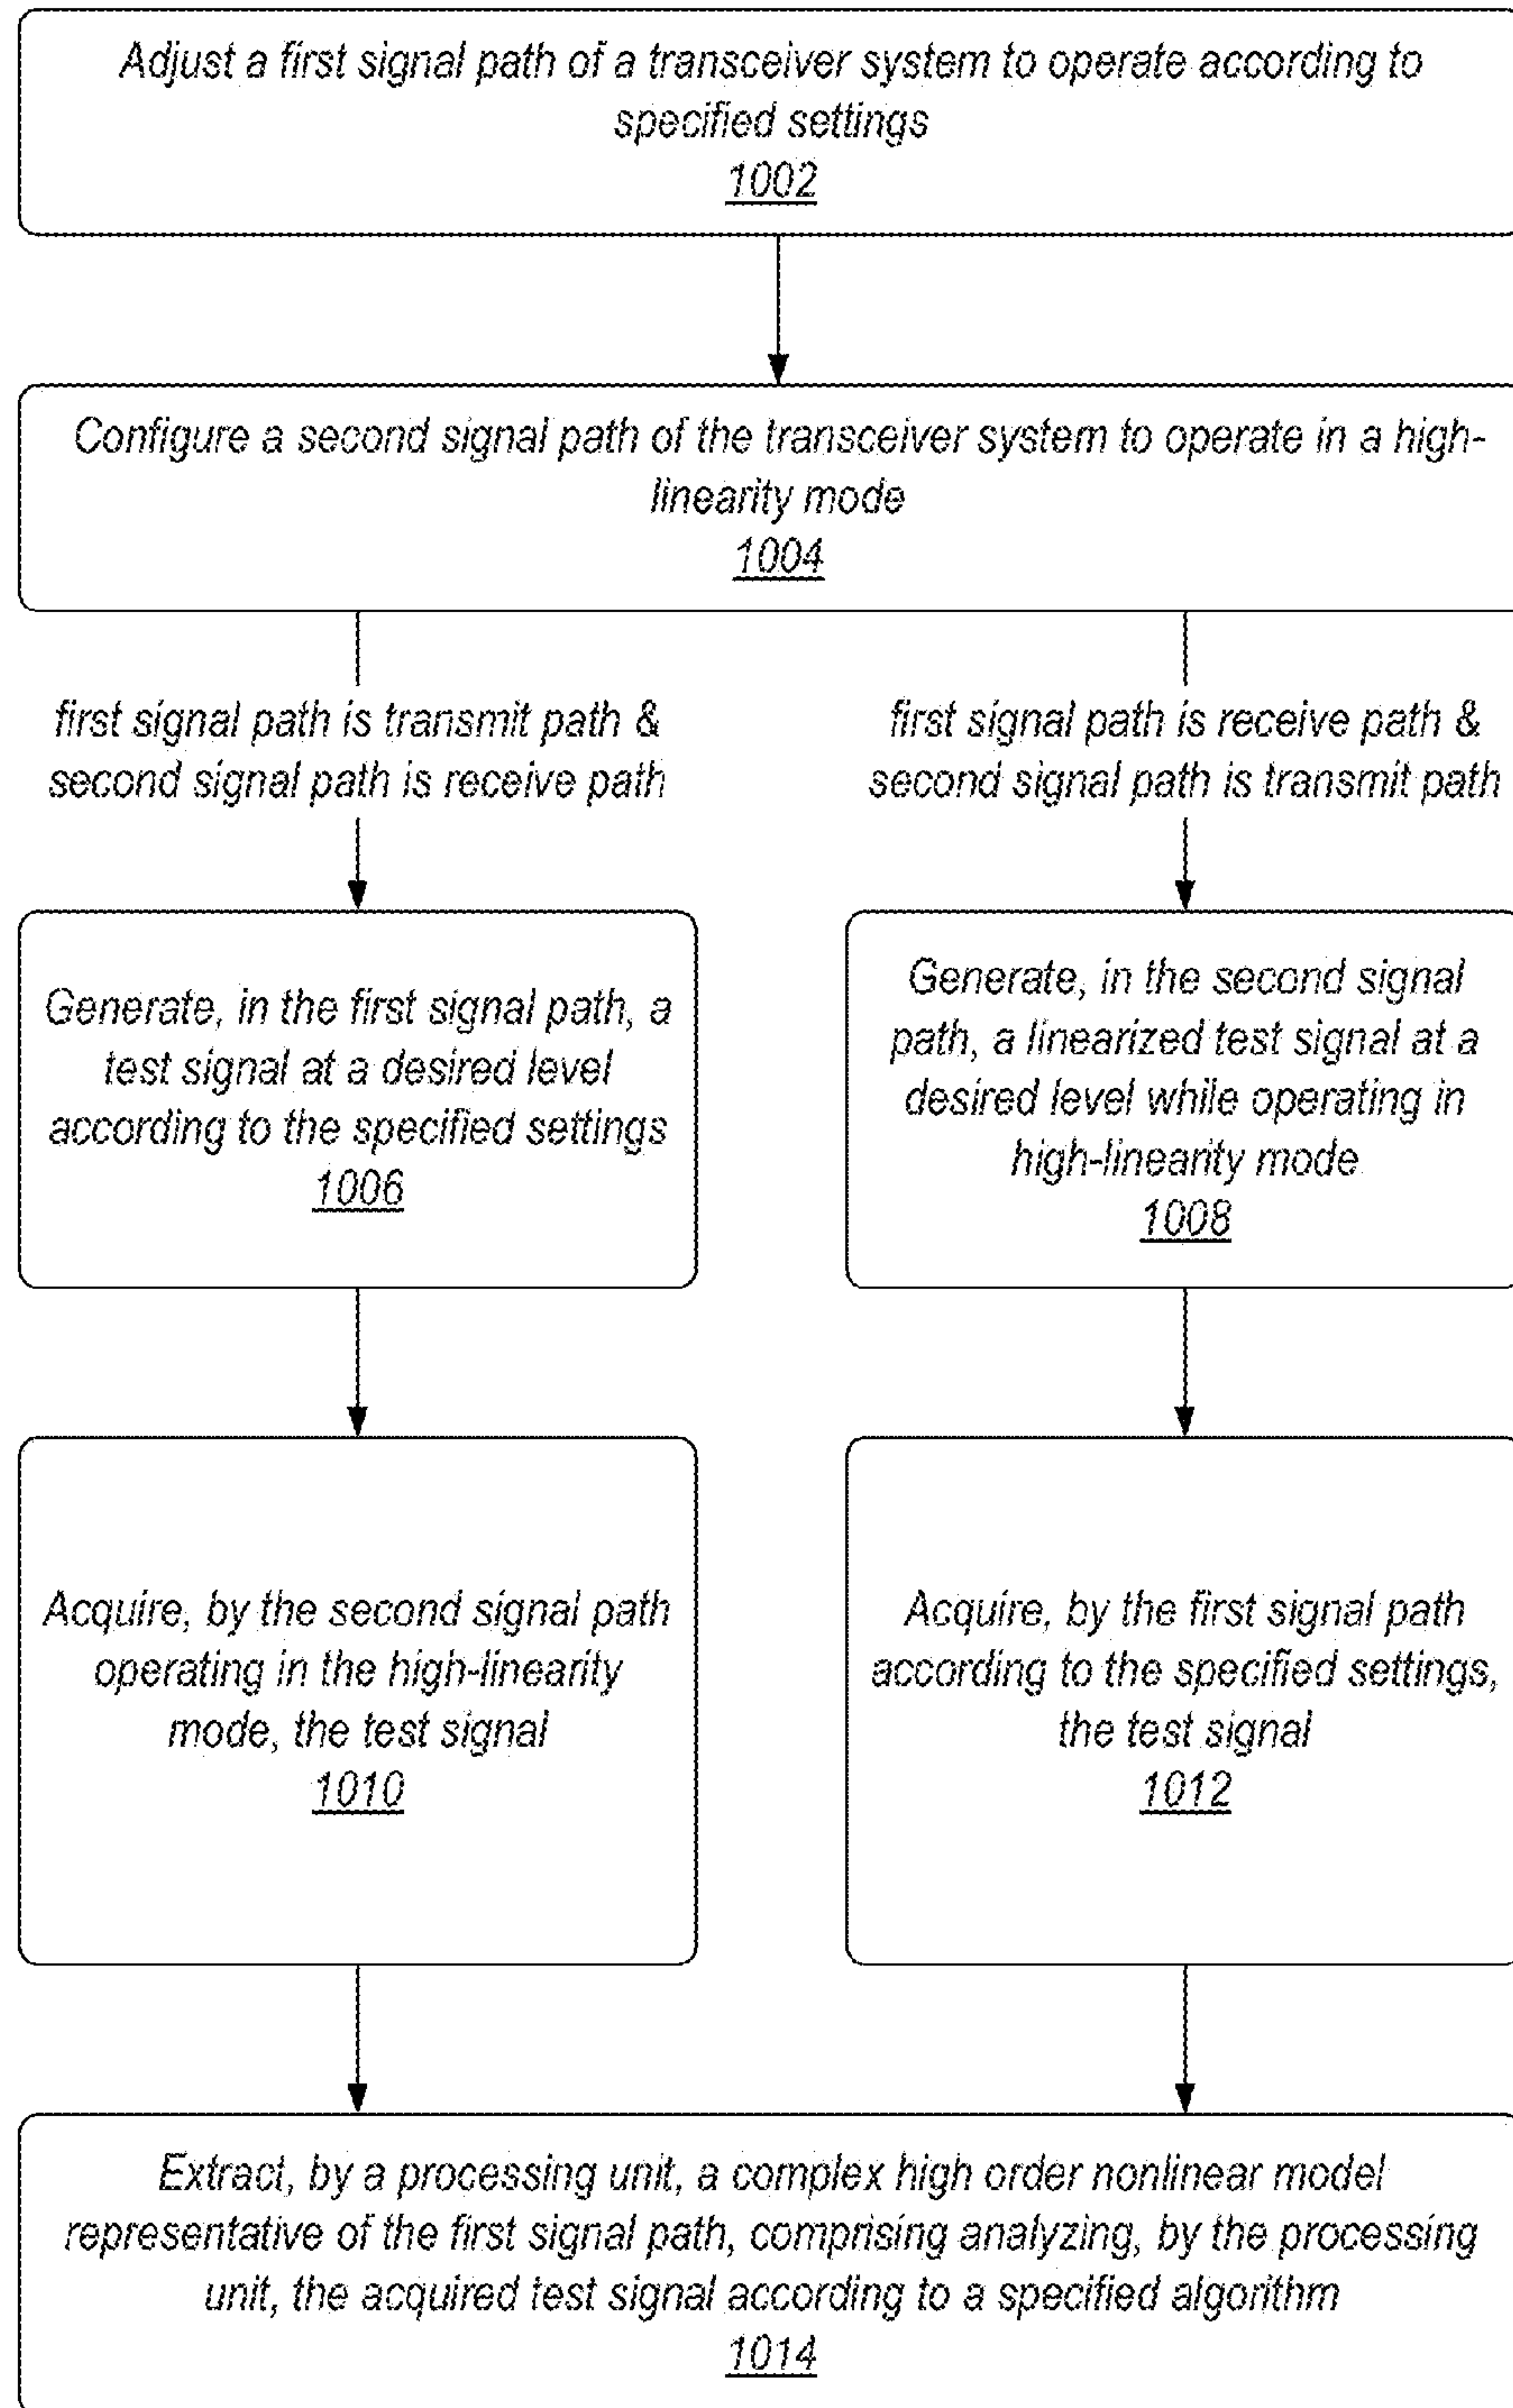 Adjust a first signal path of a transceiver system to operate according to
specified settings
1002
Configure a second signal path of the transceiver system to operate in a high-
linearity mode
1004
first signal path is transmit path &
second signal path is receive path
first signal path is receive path &
second signal path is transmit path
Generate, in the first signal path, a
test signal at a desired level
according to the specified settings
1006
Generate, in the second signal
path, a linearized test signal at a
desired level while operating in
high-linearity mode
1008
Acquire, by the second signal path
operating in the high-linearity
mode, the test signal
1010
Acquire, by the first signal path
according to the specified settings,
the test signal
1012
Extract, by a processing unit, a complex high order nonlinear model
representative of the first signal path, comprising analyzing, by the processing
unit, the acquired test signal according to a specified algorithm
1014